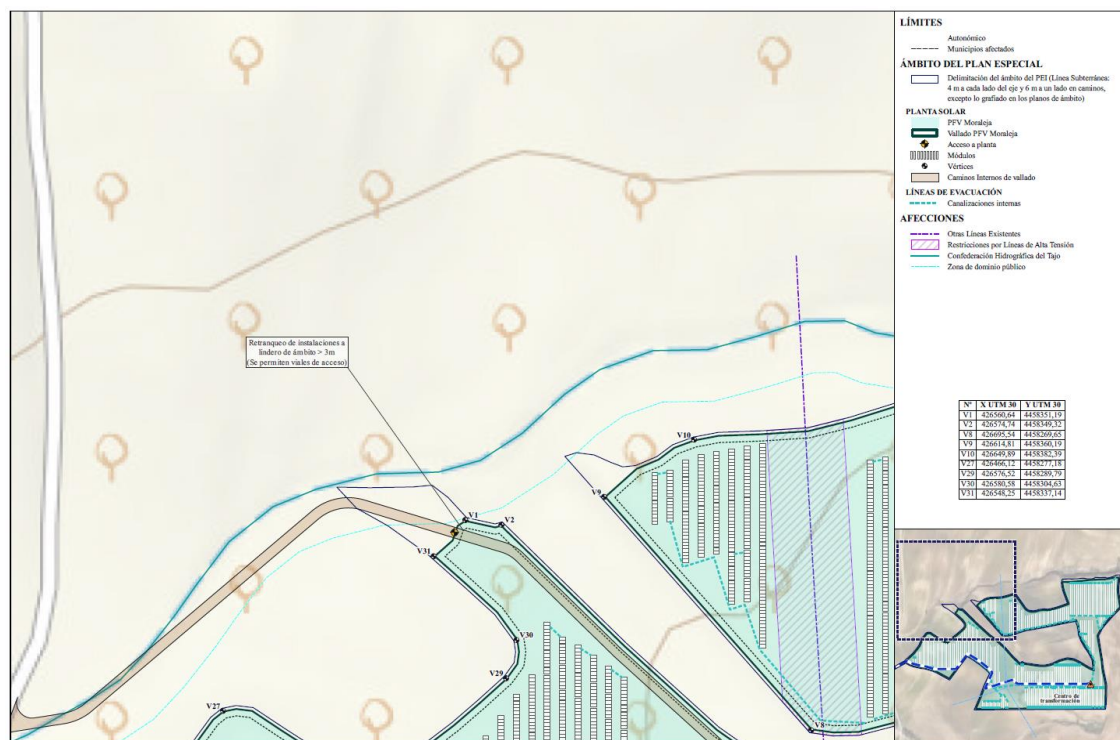 LÍMITES
Autonómico
Municipios afectados
ÁMBITO DEL PLAN ESPECIAL
Delimitación del ámbito del PEI (Línea Subterránea:
4 m a cada lado del eje y 6 m a un lado en caminos,
excepto lo grafiado en los planos de ámbito)
PLANTA SOLAR
PFV Moraleja
Vallado PFV Moraleja
Acceso a planta
Módulos
Vértices
Caminos Internos de vallado
LÍNEAS DE EVACUACIÓN
Canalizaciones internas
AFECCIONES
Otras Líneas Existentes
Restricciones por Líneas de Alta Tensión
Confederación Hidrográfica del Tajo
Zona de dominio público
Retranqueo de instalaciones a
lindero de ámbito > 3m
(Se permiten viales de acceso)
V10
V9
V1
V2
V31
V30
V29
V27
V8
Nº X UTM 30 Y UTM 30
V1 426560,64 4458351,19
V2 426574,74 4458349,32
V8 426695,54 4458269,65
V9 426614,81 4458360,19
V10 426649,89 4458382,39
V27 426466,12 4458277,18
V29 426576,52 4458289,79
V30 426580,58 4458304,63
V31 426548,25 4458337,14
Centro de
transformación